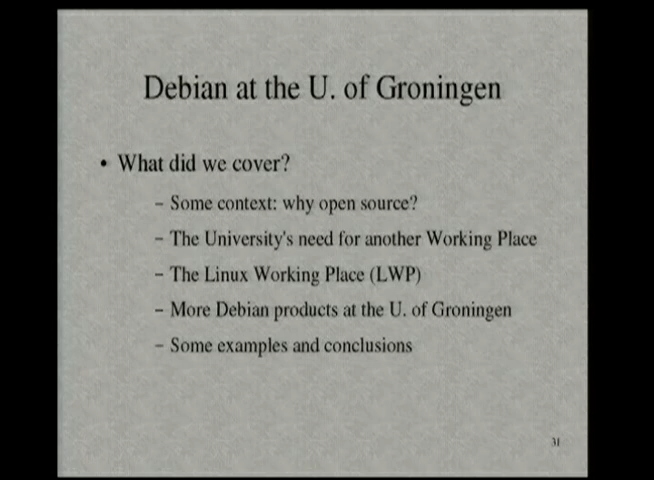 Debian at the U. of Groningen
• What did we cover?
– Some context: why open source?
– The University's need for another Working Place
– The Linux Working Place (LWP)
– More Debian products at the U. of Groningen
– Some examples and conclusions
31